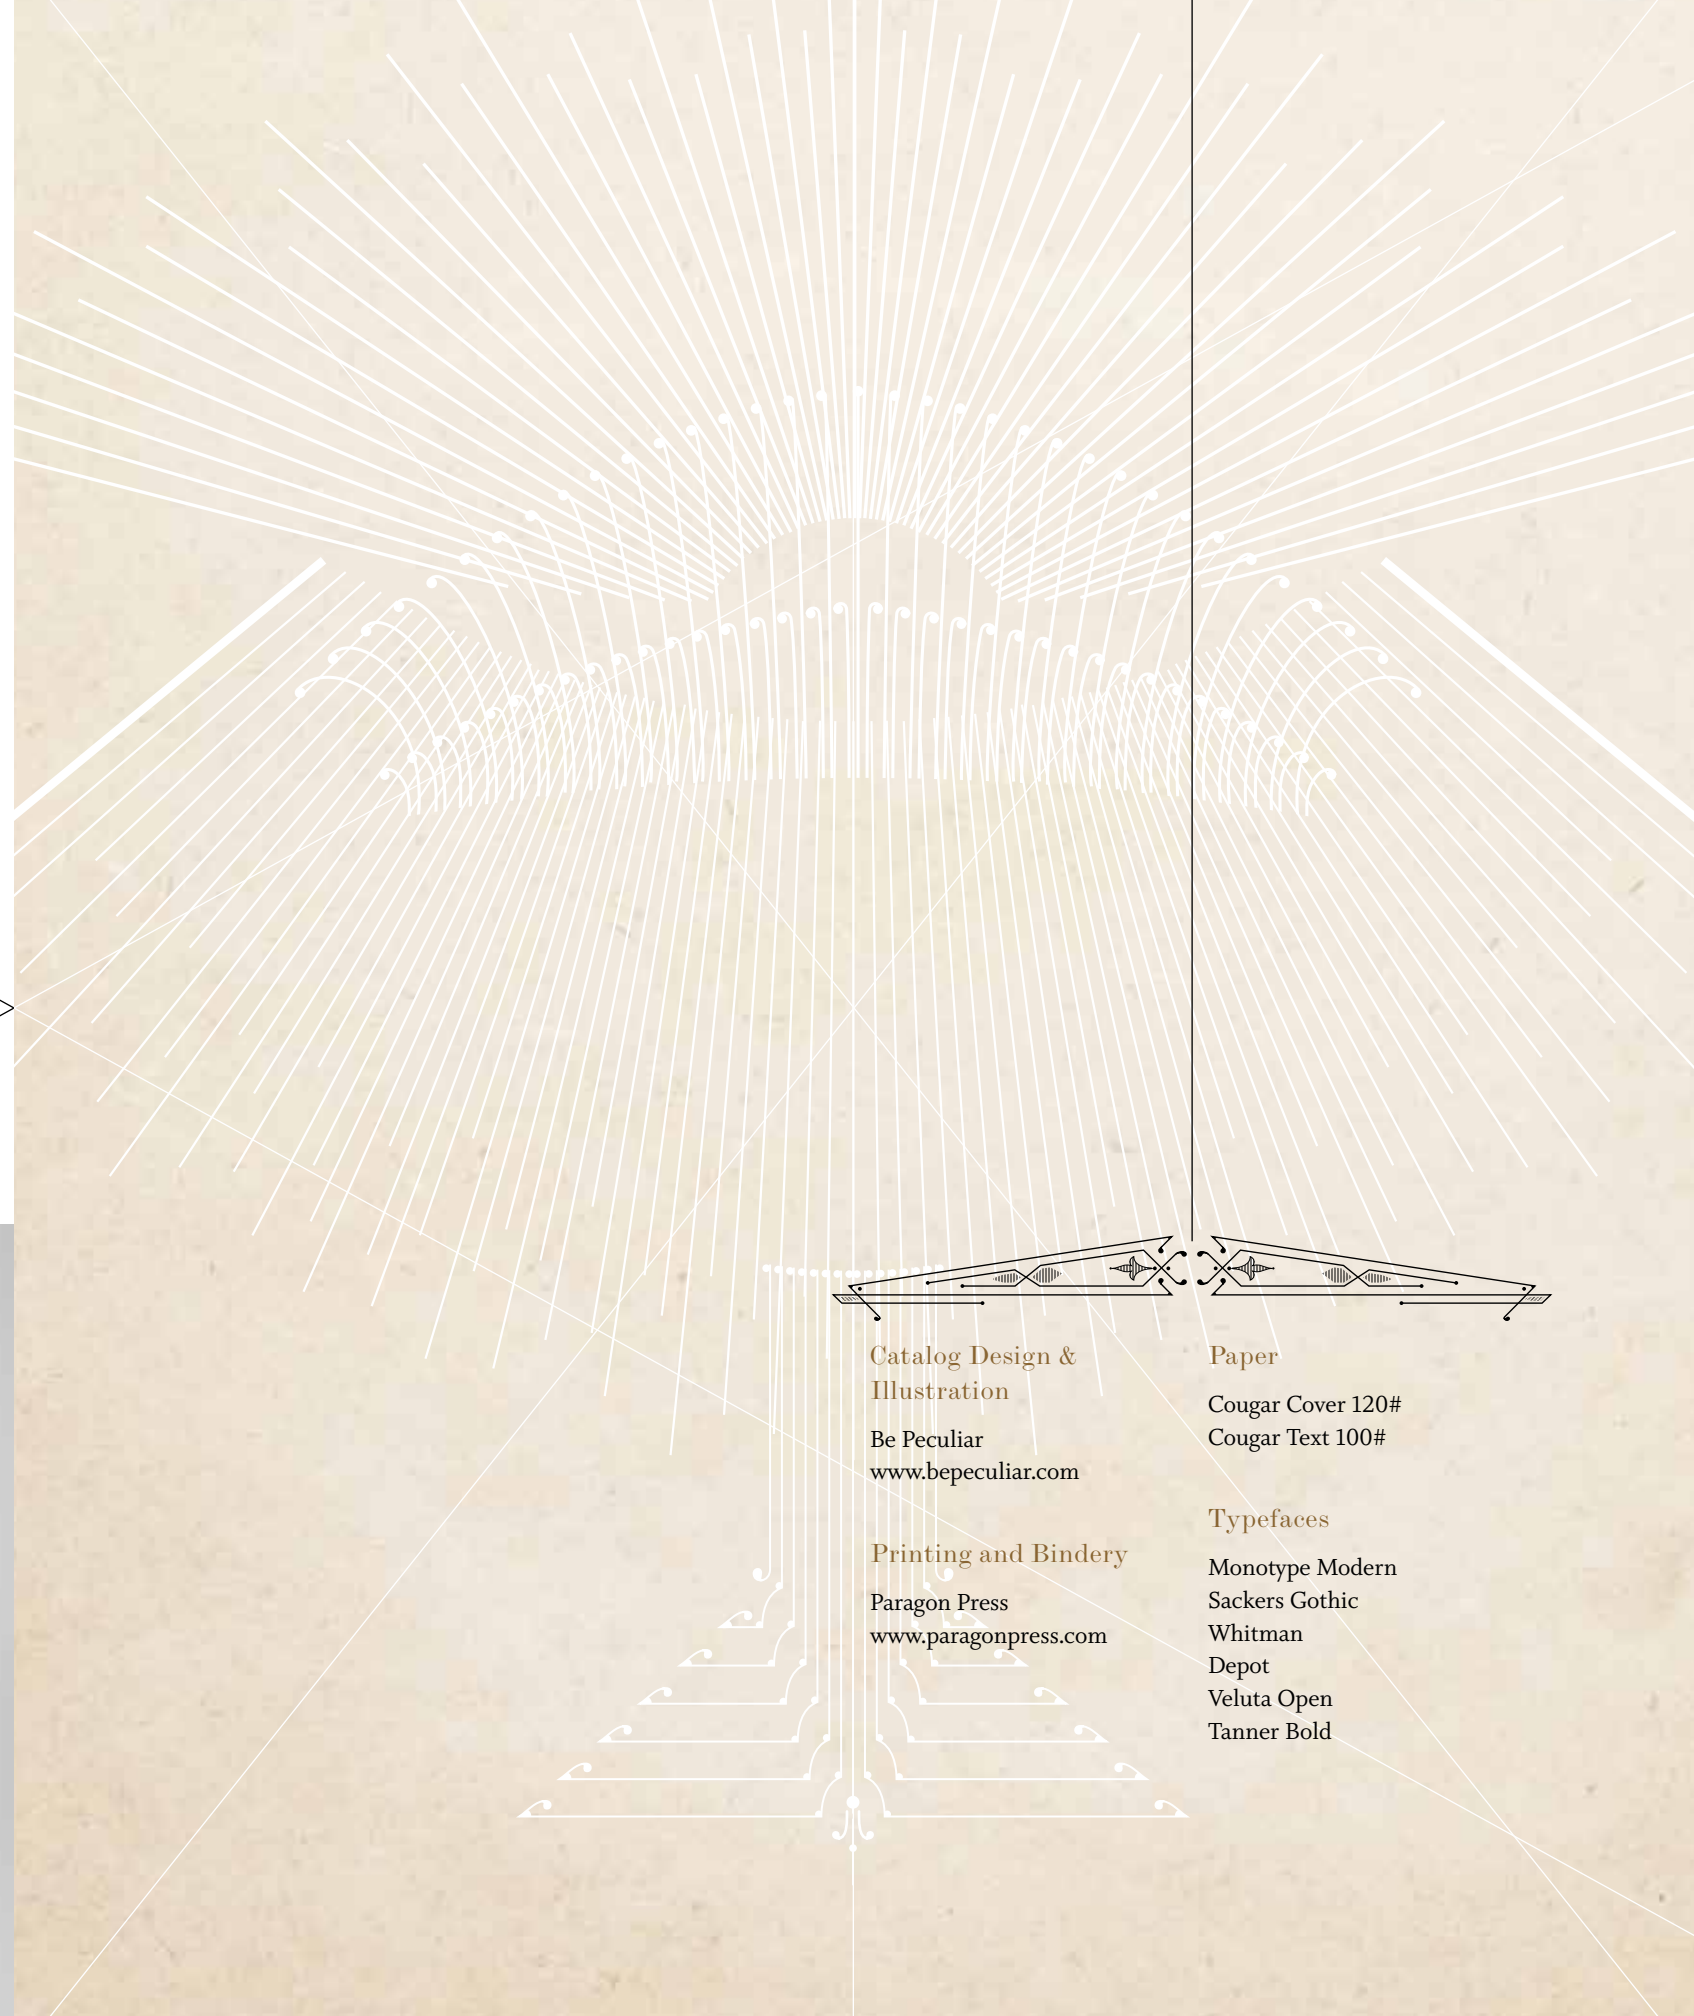 Catalog Design &
Illustration
Be Peculiar
www.bepeculiar.com
Printing and Bindery
Paragon Press
www.paragonpress.com
Paper
Cougar Cover 120#
Cougar Text 100#
Typefaces
Monotype Modern
Sackers Gothic
Whitman
Depot
Veluta Open
Tanner Bold